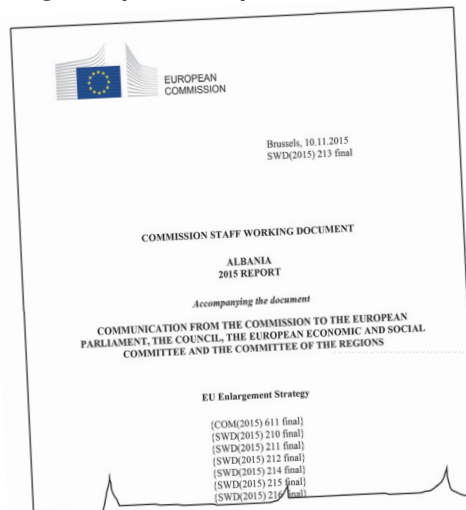 EUROPEAN
COMMISSION
Brussels, 10.11.2015
SWD(2015) 213 final
COMMISSION STAFF WORKING DOCUMENT
ALBANIA
2015 REPORT
Accompanying the document
COMMUNICATION FROM THE COMMISSION TO THE EUROPEAN
PARLIAMENT, THE COUNCIL, THE EUROPEAN ECONOMIC AND SOCIAL
COMMITTEE AND THE COMMITTEE OF THE REGIONS
EU Enlargement Strategy
{COM(2015) 611 final}
{SWD(2015) 210 final}
{SWD(2015) 211 final}
{SWD(2015) 212 final}
{SWD(2015) 214 final}
{SWD(2015) 215 final}
{SWD(2015) 216 final}